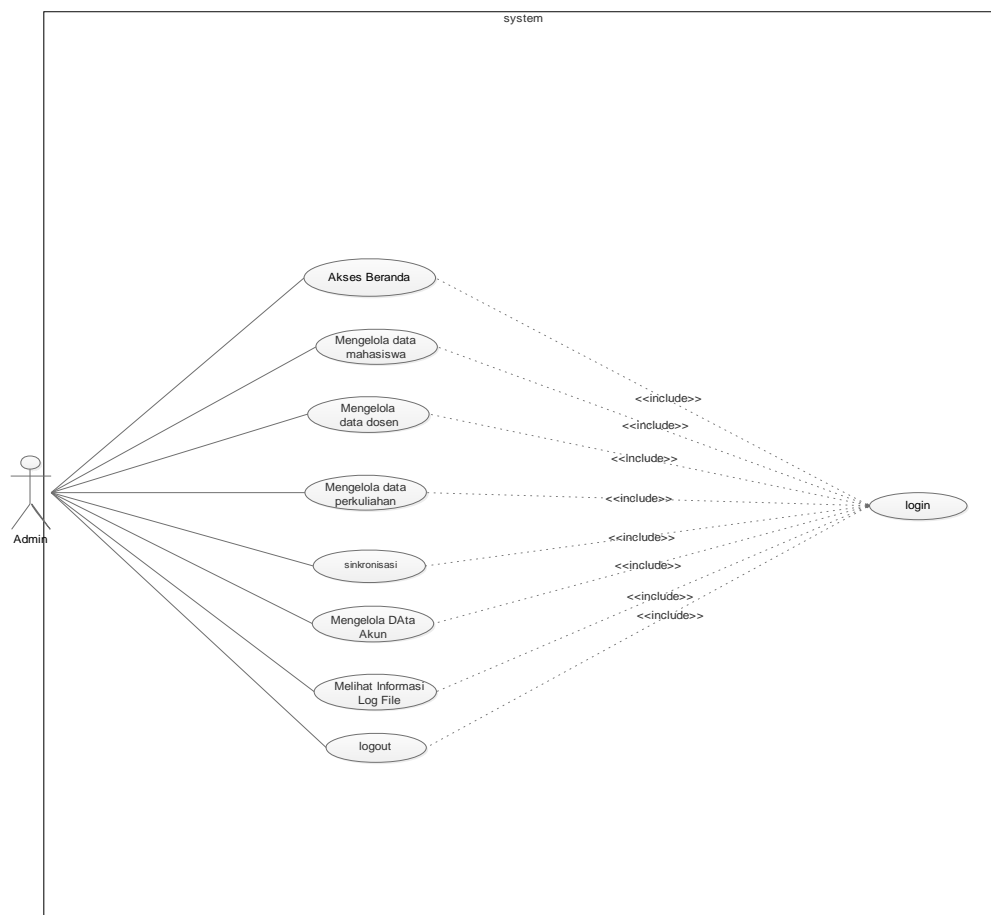 system
Akses Beranda
Mengelola data
mahasiswa
<<include>>
Mengelola
data dosen
<<include>>
<<include>>
Mengelola data
perkuliahan
<<include>>
login
Admin
<<include>>
sinkronisasi
<<include>>
Mengelola DAta
Akun
<<include>>
<<include>>
Melihat Informasi
Log File
logout